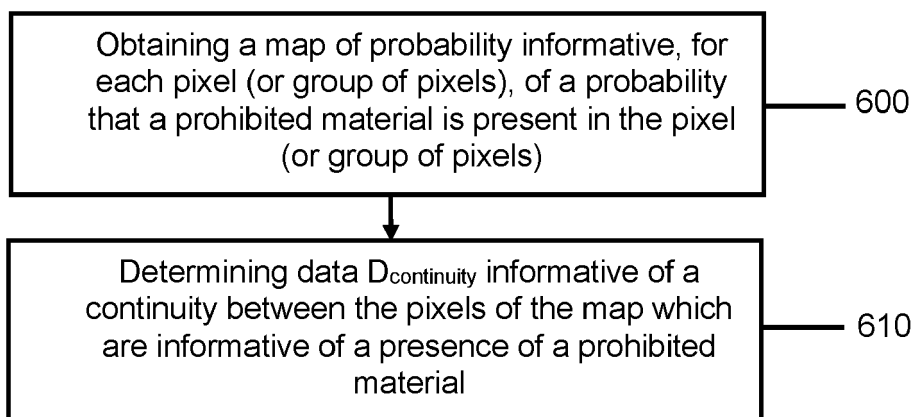 Obtaining a map of probability informative, for
each pixel (or group of pixels), of a probability
that a prohibited material is present in the pixel
(or group of pixels)
600
Determining data Dcontinuity informative of a
continuity between the pixels of the map which
are informative of a presence of a prohibited
material
610